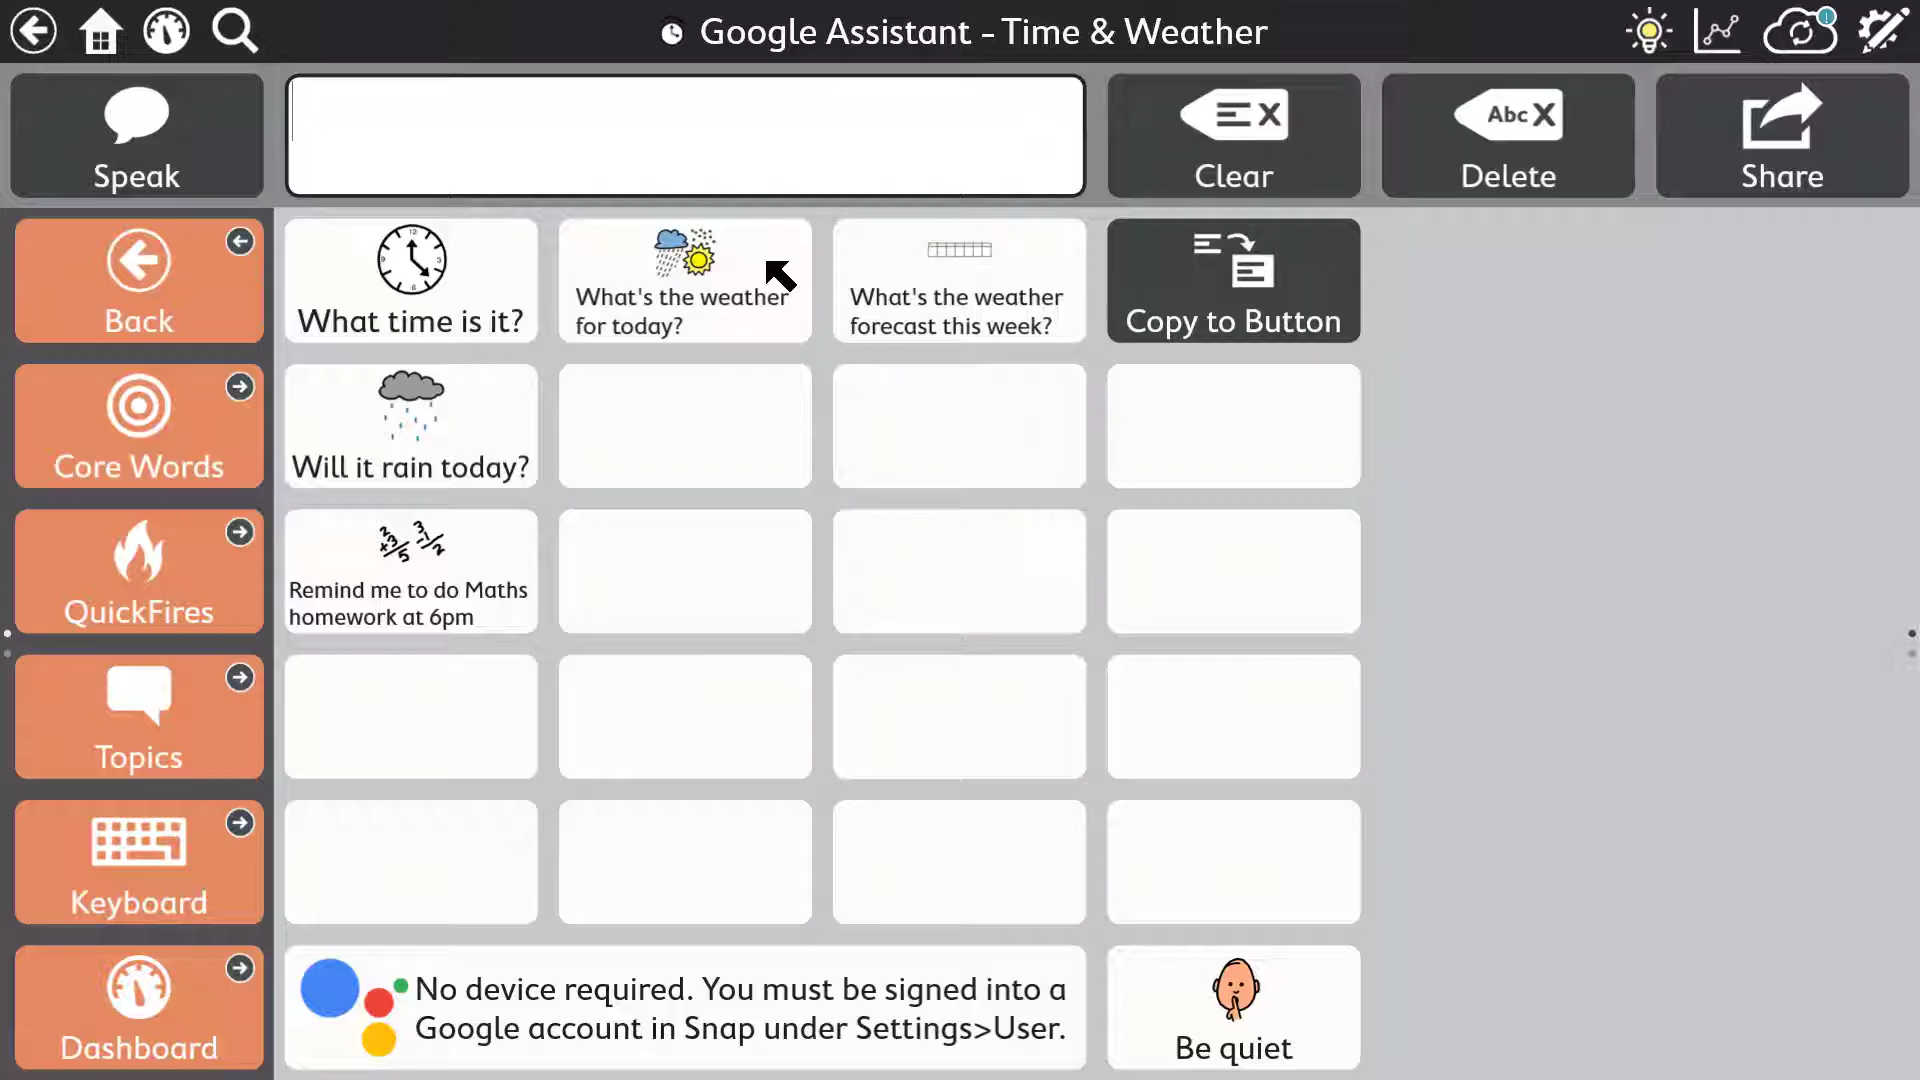 Google Assistant - Time & Weather
Speak
Clear
Abc X
Delete
Share
Back
What time is it?
What's the weather
for today?
What's the weather
forecast this week?
Copy to Button
Core Words
Will it rain today?
QuickFires
Remind me to do Maths
homework at 6pm
Topics
Keyboard
Dashboard
No device required. You must be signed into a
Google account in Snap under Settings>User.
Be quiet